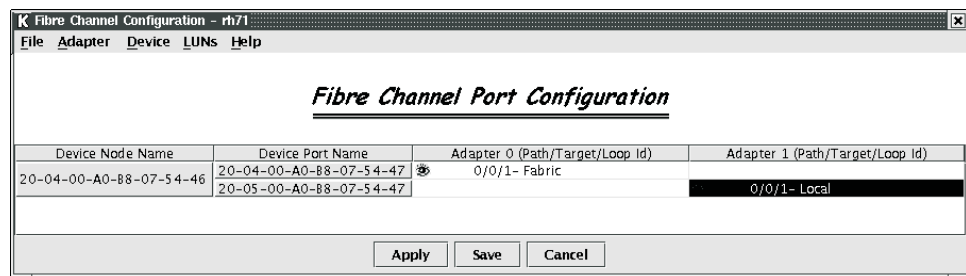 K Fibre Channel Configuration - rh71
File Adapter Device LUNs Help
Fibre Channel Port Configuration
Device Node Name Device Port Name Adapter 0 (Path/Target/Loop Id) Adapter 1 (Path/Target/Loop Id)
20-04-00-A0-B8-07-54-46 20-04-00-A0-B8-07-54-47 0/0/1- Fabric
20-05-00-A0-B8-07-54-47 0/0/1- Local
Apply Save Cancel